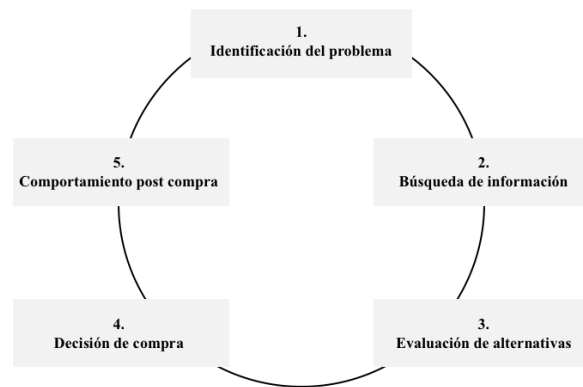 1.
Identificación del problema
2.
Búsqueda de información
3.
Evaluación de alternativas
4.
Decisión de compra
5.
Comportamiento post compra